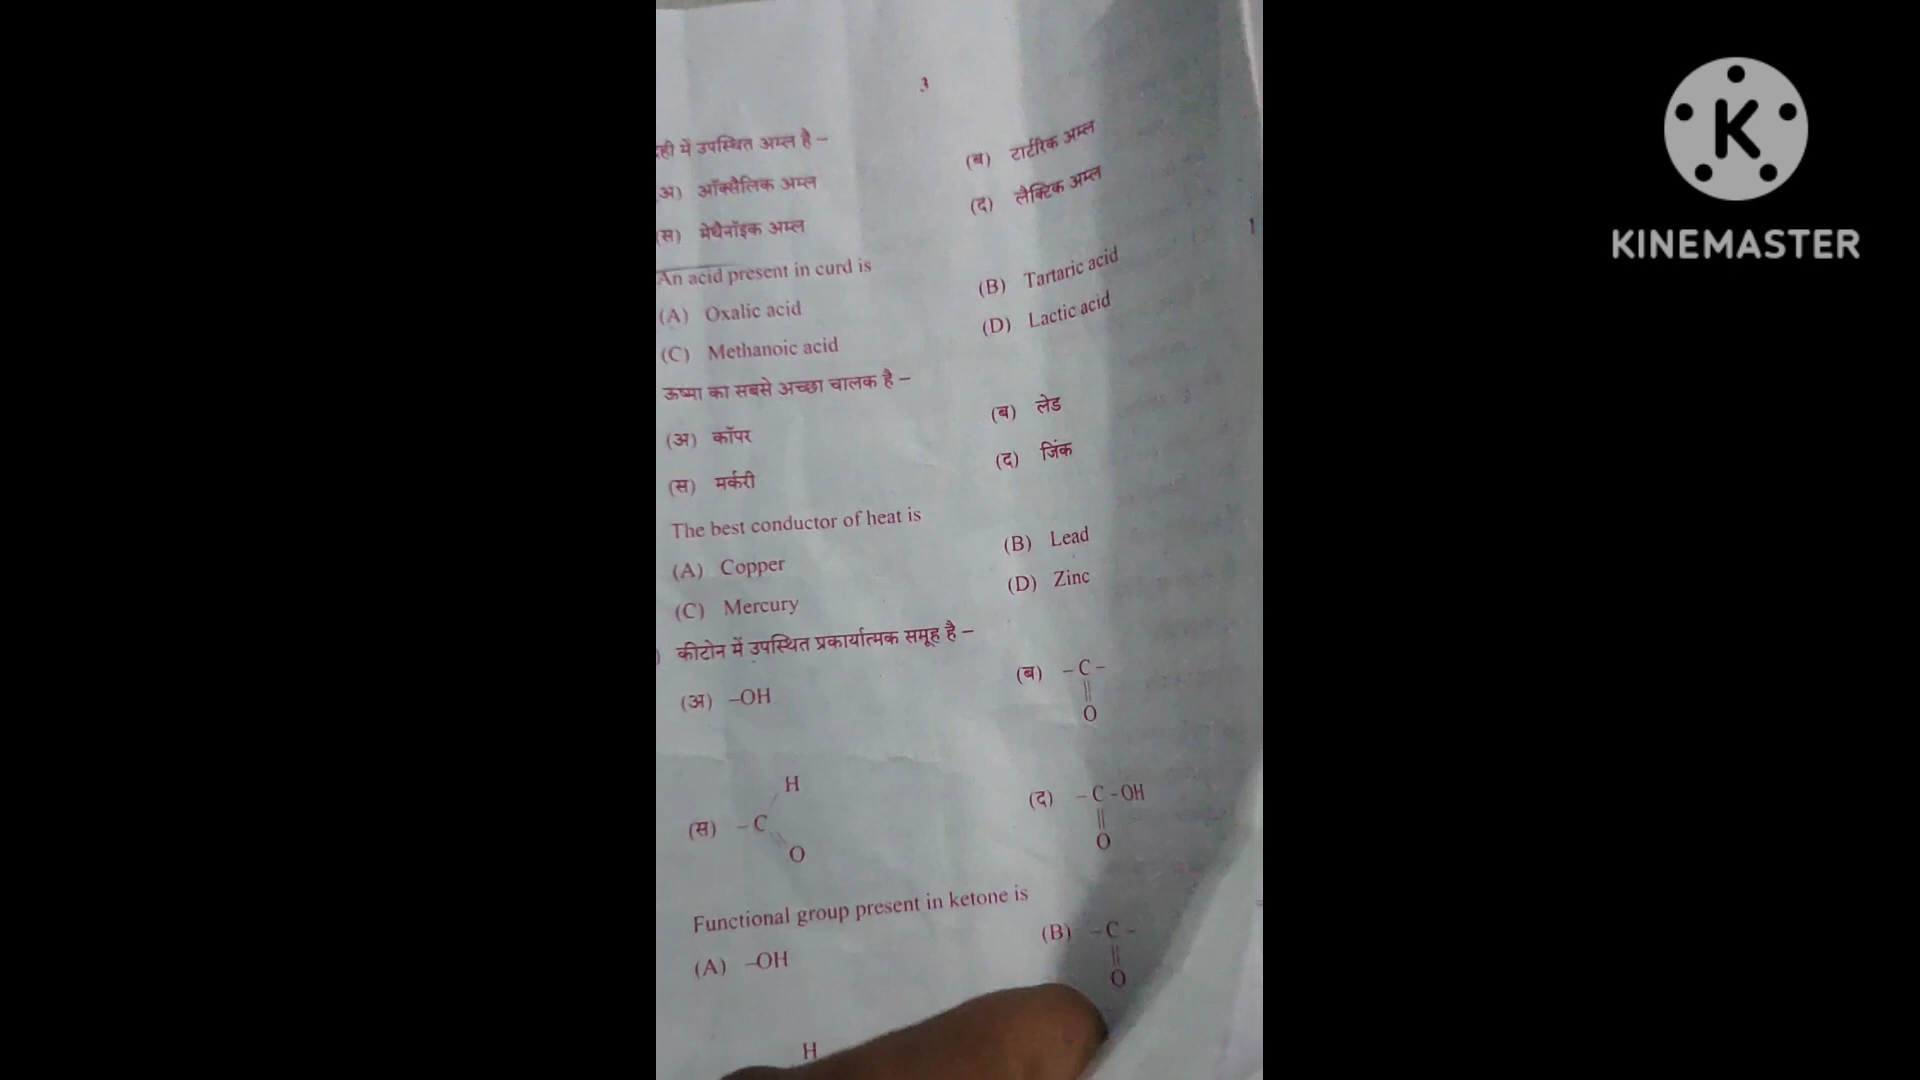 3
ही में उपस्थित अम्ल है –
अ) ऑक्सैलिक अम्ल (ब) टार्टरिक अम्ल
(स) मेथैनॉइक अम्ल (द) लैक्टिक अम्ल
1
An acid present in curd is
(A) Oxalic acid (B) Tartaric acid
(C) Methanoic acid (D) Lactic acid
ऊष्मा का सबसे अच्छा चालक है –
(अ) कॉपर (ब) लेड
(स) मर्करी (द) जिंक
The best conductor of heat is
(A) Copper (B) Lead
(C) Mercury (D) Zinc
) कीटोन में उपस्थित प्रकार्यात्मक समूह है –
(अ) –OH (ब) – C –
||
O
H
(स) – C (द) – C – OH
O ||
O
Functional group present in ketone is
(A) –OH (B) – C –
||
O
H
K
KINEMASTER